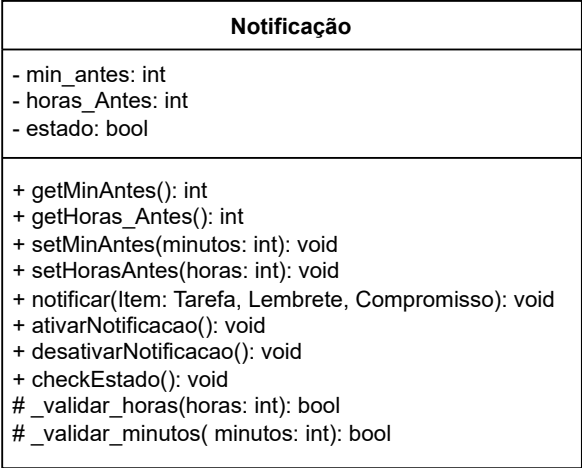 Notificação
- min_antes: int
- horas_Antes: int
- estado: bool
+ getMinAntes(): int
+ getHoras_Antes(): int
+ setMinAntes(minutos: int): void
+ setHorasAntes(horas: int): void
+ notificar(Item: Tarefa, Lembrete, Compromisso): void
+ ativarNotificacao(): void
+ desativarNotificacao(): void
+ checkEstado(): void
# _validar_horas(horas: int): bool
# _validar_minutos( minutos: int): bool